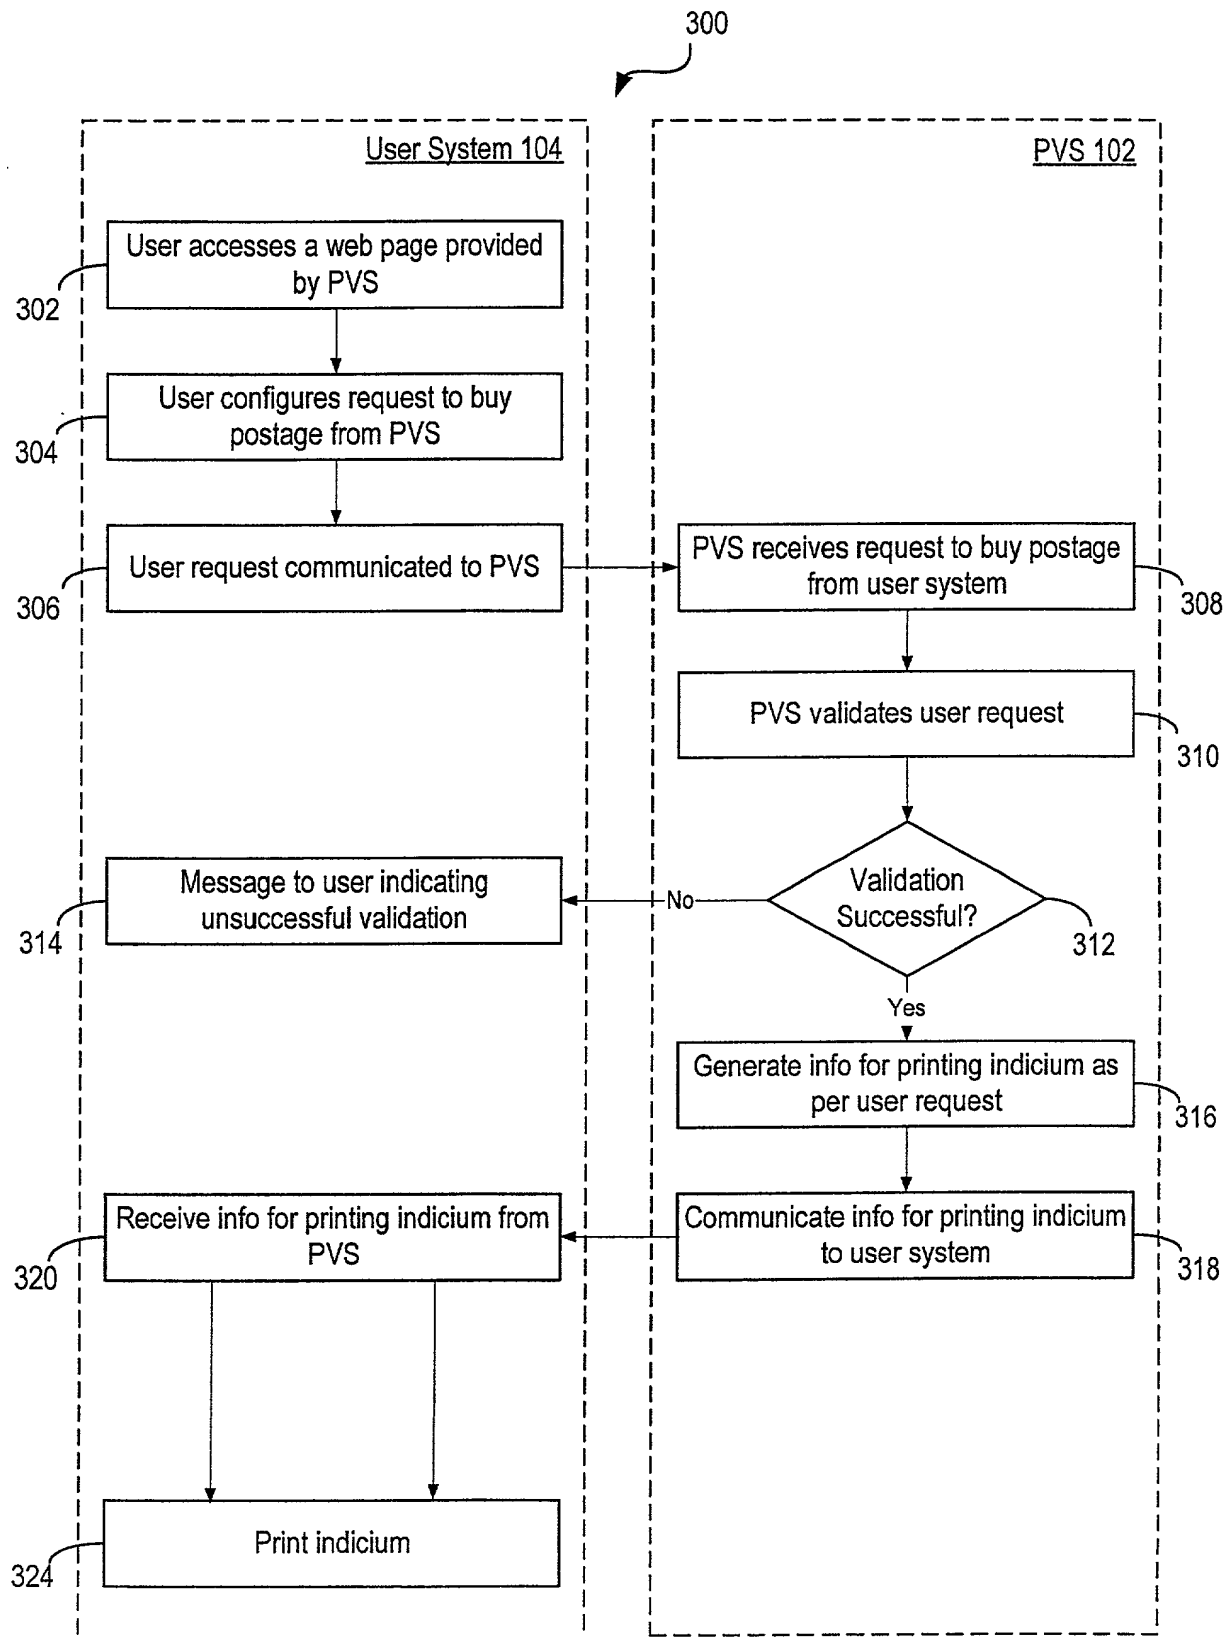 300
User System 104
PVS 102
User accesses a web page provided
by PVS
302
User configures request to buy
postage from PVS
304
User request communicated to PVS
306
PVS receives request to buy postage
from user system
308
PVS validates user request
310
Validation
Successful?
312
No
Message to user indicating
unsuccessful validation
314
Yes
Generate info for printing indicium as
per user request
316
Communicate info for printing indicium
to user system
318
Receive info for printing indicium from
PVS
320
Print indicium
324